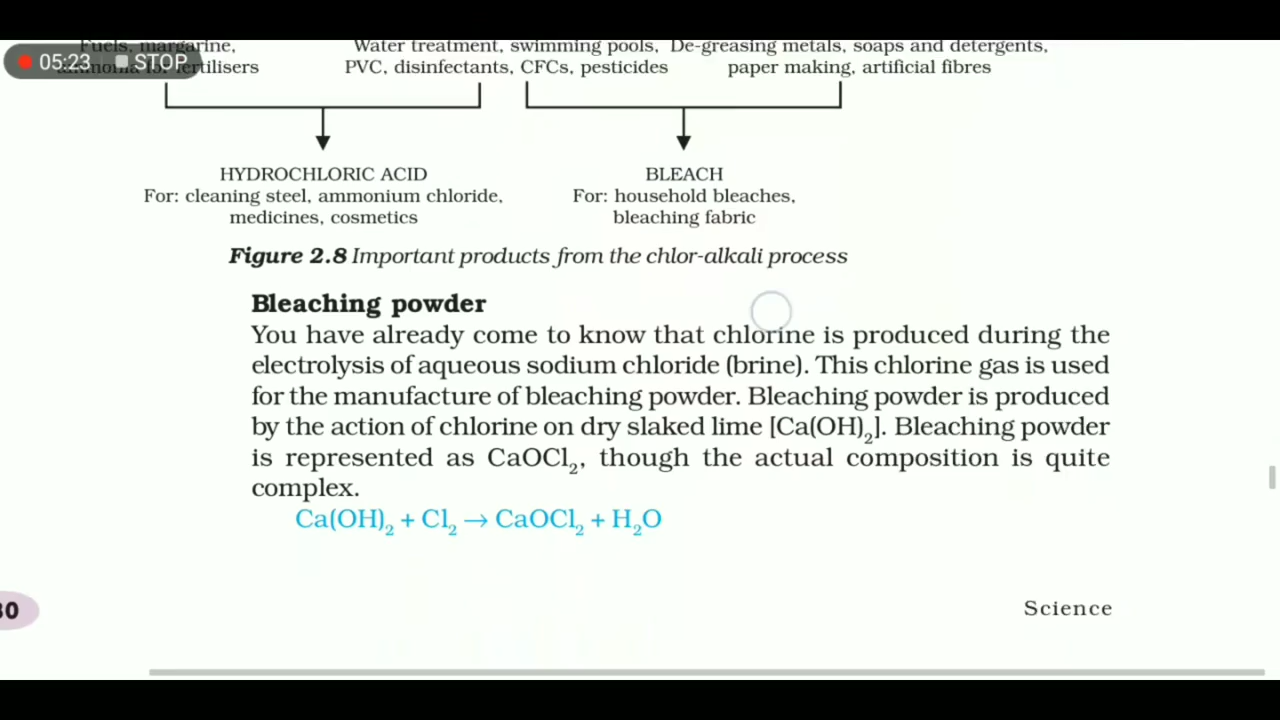 Fuels, margarine,
Water treatment, swimming pools, De-greasing metals, soaps and detergents,
05:23 STOP
ammonia for fertilisers
PVC, disinfectants, CFCs, pesticides
paper making, artificial fibres
HYDROCHLORIC ACID
For: cleaning steel, ammonium chloride,
medicines, cosmetics
BLEACH
For: household bleaches,
bleaching fabric
Figure 2.8 Important products from the chlor-alkali process
Bleaching powder
You have already come to know that chlorine is produced during the
electrolysis of aqueous sodium chloride (brine). This chlorine gas is used
for the manufacture of bleaching powder. Bleaching powder is produced
by the action of chlorine on dry slaked lime [Ca(OH)₂]. Bleaching powder
is represented as CaOCl₂, though the actual composition is quite
complex.
Ca(OH)₂ + Cl₂ → CaOCl₂ + H₂O
Science